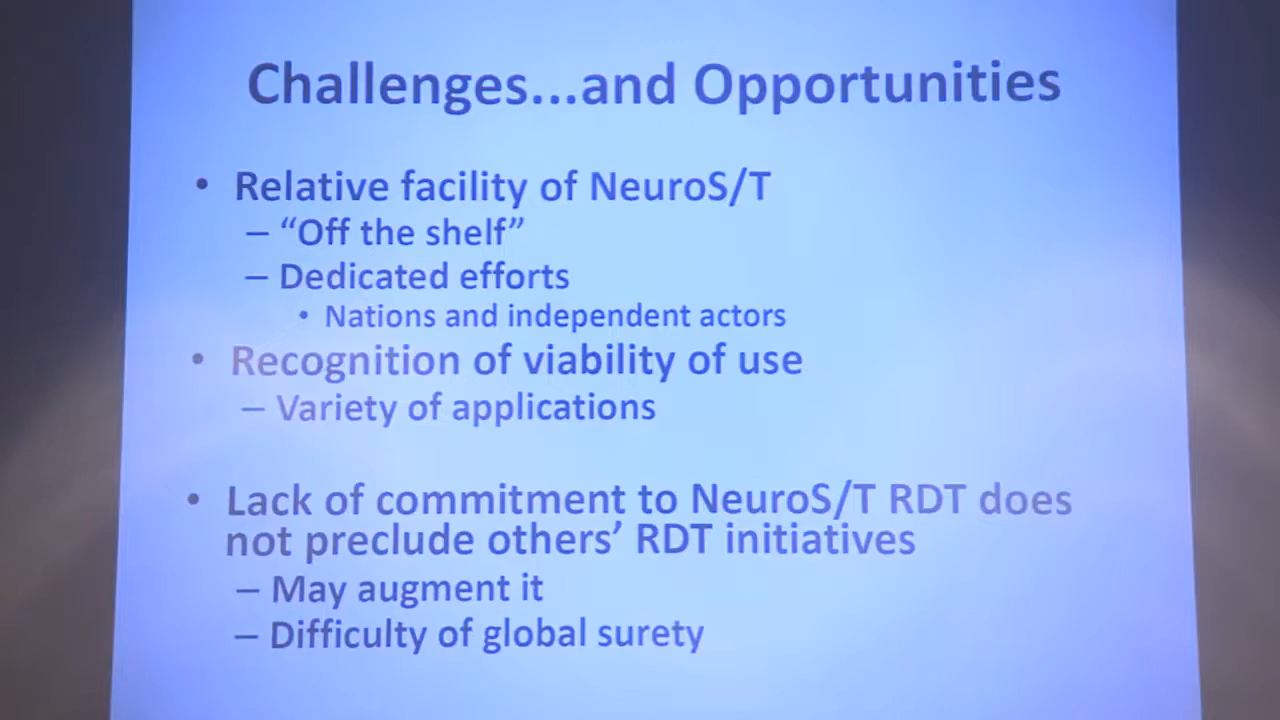 Challenges...and Opportunities
• Relative facility of NeuroS/T
– “Off the shelf”
– Dedicated efforts
• Nations and independent actors
• Recognition of viability of use
– Variety of applications
• Lack of commitment to NeuroS/T RDT does
not preclude others’ RDT initiatives
– May augment it
– Difficulty of global surety